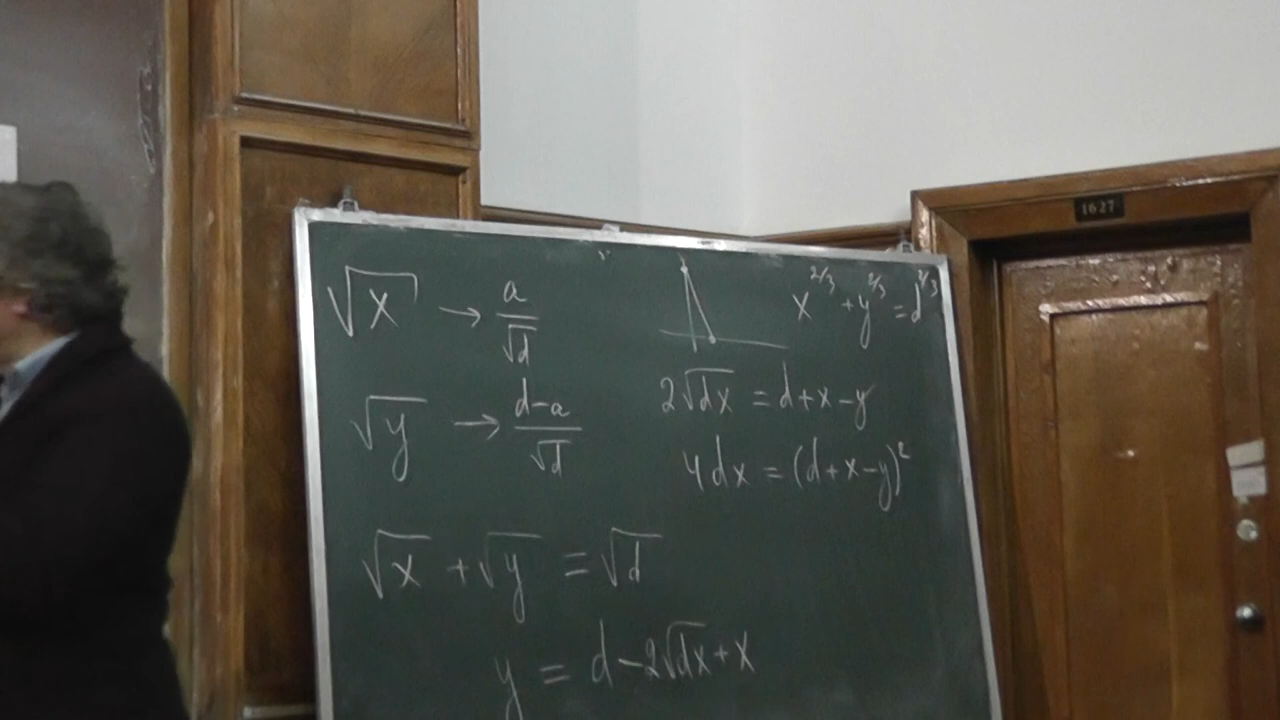 √x → a/√d
√y → d-a/√d
√x + √y = √d
y = d-2√dx+x
x^2/3 + y^2/3 = d^2/3
2√dx = d+x-y
4dx = (d+x-y)^2
1627